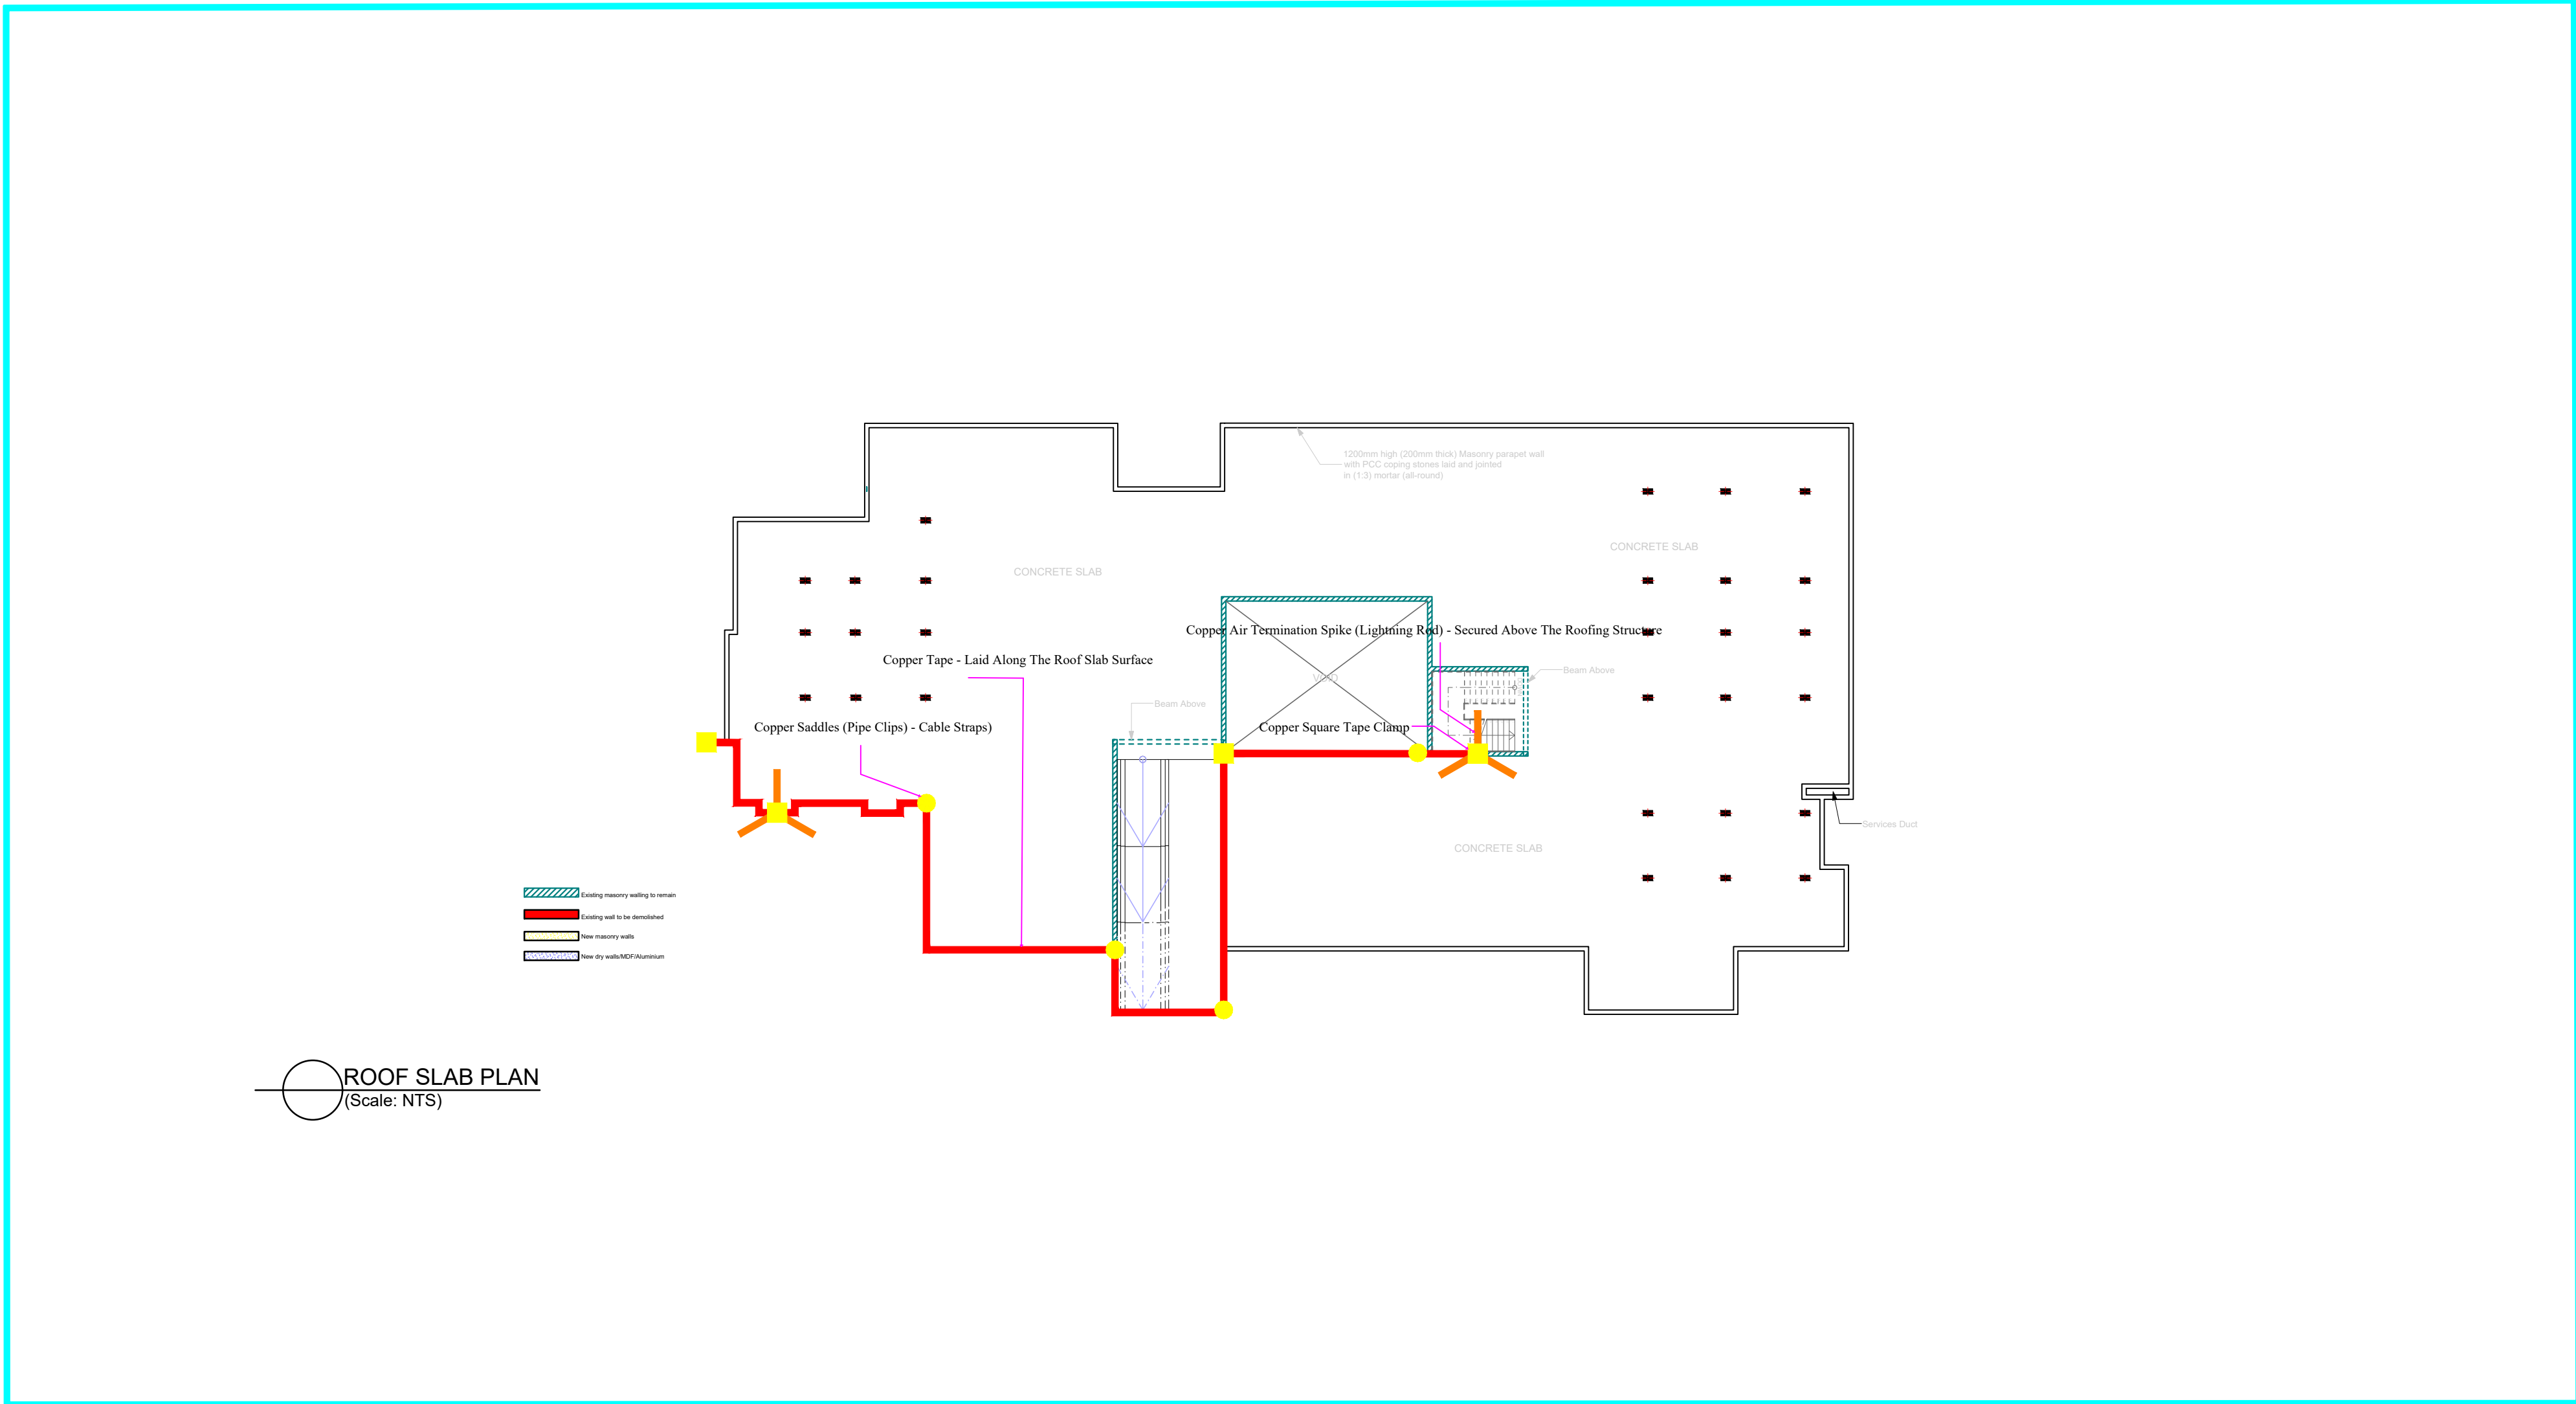 1200mm high (200mm thick) Masonry parapet wall
with PCC coping stones laid and jointed
in (1:3) mortar (all-round)
CONCRETE SLAB
CONCRETE SLAB
Copper Air Termination Spike (Lightning Rod) - Secured Above The Roofing Structure
Copper Tape - Laid Along The Roof Slab Surface
Beam Above
VOID
Beam Above
Copper Saddles (Pipe Clips) - Cable Straps)
Copper Square Tape Clamp
Services Duct
CONCRETE SLAB
Existing masonry walling to remain
Existing wall to be demolished
New masonry walls
New dry walls/MDF/Aluminium
ROOF SLAB PLAN
(Scale: NTS)